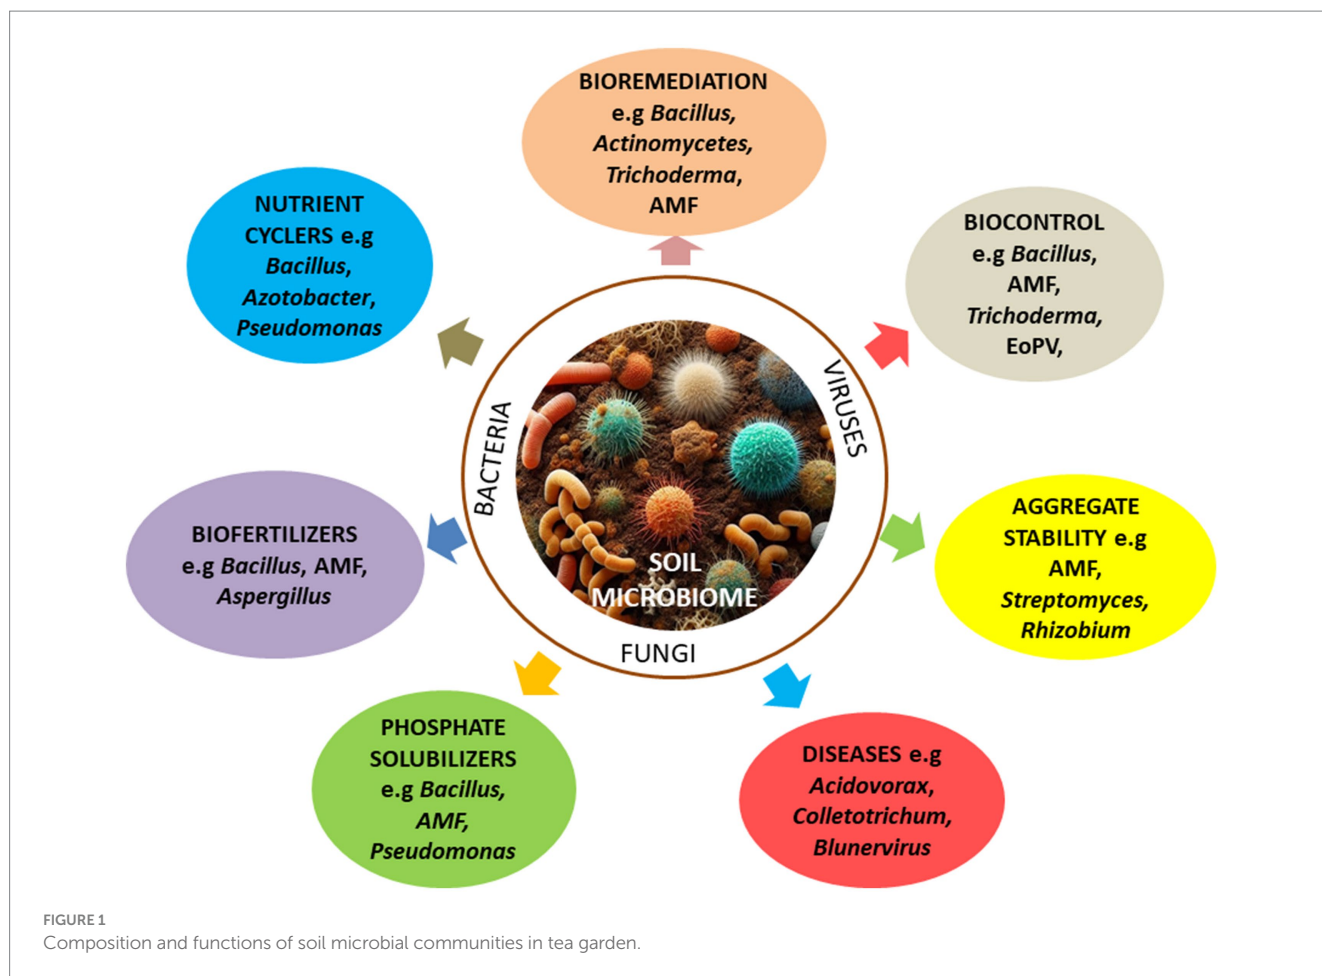 BIOREMEDIATION
e.g Bacillus,
Actinomycetes,
Trichoderma,
AMF
NUTRIENT
CYCLERS e.g
Bacillus,
Azotobacter,
Pseudomonas
BIOCONTROL
e.g Bacillus,
AMF,
Trichoderma,
EoPV,
BACTERIA
VIRUSES
FUNGI
SOIL
MICROBIOME
BIOFERTILIZERS
e.g Bacillus, AMF,
Aspergillus
AGGREGATE
STABILITY e.g
AMF,
Streptomyces,
Rhizobium
PHOSPHATE
SOLUBILIZERS
e.g Bacillus,
AMF,
Pseudomonas
DISEASES e.g
Acidovorax,
Colletotrichum,
Blunervirus
FIGURE 1
Composition and functions of soil microbial communities in tea garden.